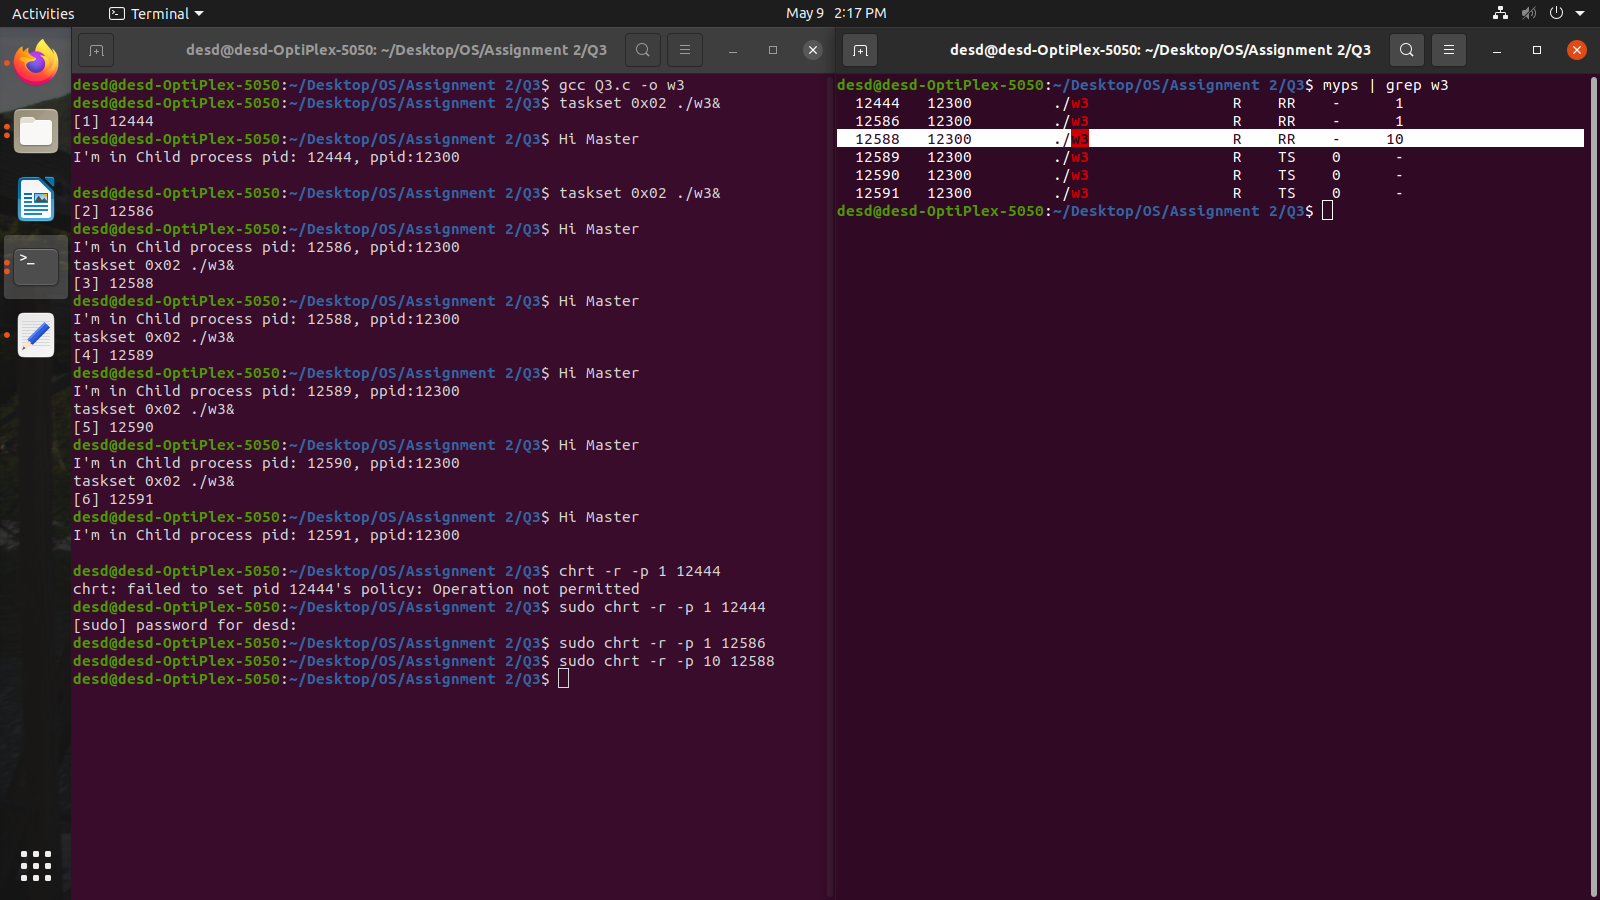 Activities
Terminal
May 9 2:17 PM
desd@desd-OptiPlex-5050: ~/Desktop/OS/Assignment 2/Q3
desd@desd-OptiPlex-5050:~/Desktop/OS/Assignment 2/Q3$ gcc Q3.c -o w3
desd@desd-OptiPlex-5050:~/Desktop/OS/Assignment 2/Q3$ taskset 0x02 ./w3&
[1] 12444
desd@desd-OptiPlex-5050:~/Desktop/OS/Assignment 2/Q3$ Hi Master
I'm in Child process pid: 12444, ppid:12300
desd@desd-OptiPlex-5050:~/Desktop/OS/Assignment 2/Q3$ taskset 0x02 ./w3&
[2] 12586
desd@desd-OptiPlex-5050:~/Desktop/OS/Assignment 2/Q3$ Hi Master
I'm in Child process pid: 12586, ppid:12300
taskset 0x02 ./w3&
[3] 12588
desd@desd-OptiPlex-5050:~/Desktop/OS/Assignment 2/Q3$ Hi Master
I'm in Child process pid: 12588, ppid:12300
taskset 0x02 ./w3&
[4] 12589
desd@desd-OptiPlex-5050:~/Desktop/OS/Assignment 2/Q3$ Hi Master
I'm in Child process pid: 12589, ppid:12300
taskset 0x02 ./w3&
[5] 12590
desd@desd-OptiPlex-5050:~/Desktop/OS/Assignment 2/Q3$ Hi Master
I'm in Child process pid: 12590, ppid:12300
taskset 0x02 ./w3&
[6] 12591
desd@desd-OptiPlex-5050:~/Desktop/OS/Assignment 2/Q3$ Hi Master
I'm in Child process pid: 12591, ppid:12300
desd@desd-OptiPlex-5050:~/Desktop/OS/Assignment 2/Q3$ chrt -r -p 1 12444
chrt: failed to set pid 12444's policy: Operation not permitted
desd@desd-OptiPlex-5050:~/Desktop/OS/Assignment 2/Q3$ sudo chrt -r -p 1 12444
[sudo] password for desd:
desd@desd-OptiPlex-5050:~/Desktop/OS/Assignment 2/Q3$ sudo chrt -r -p 1 12586
desd@desd-OptiPlex-5050:~/Desktop/OS/Assignment 2/Q3$ sudo chrt -r -p 10 12588
desd@desd-OptiPlex-5050:~/Desktop/OS/Assignment 2/Q3$
desd@desd-OptiPlex-5050: ~/Desktop/OS/Assignment 2/Q3
desd@desd-OptiPlex-5050:~/Desktop/OS/Assignment 2/Q3$ myps | grep w3
12444 12300 ./w3 R RR - 1
12586 12300 ./w3 R RR - 1
12588 12300 ./w3 R RR - 10
12589 12300 ./w3 R TS 0 -
12590 12300 ./w3 R TS 0 -
12591 12300 ./w3 R TS 0 -
desd@desd-OptiPlex-5050:~/Desktop/OS/Assignment 2/Q3$